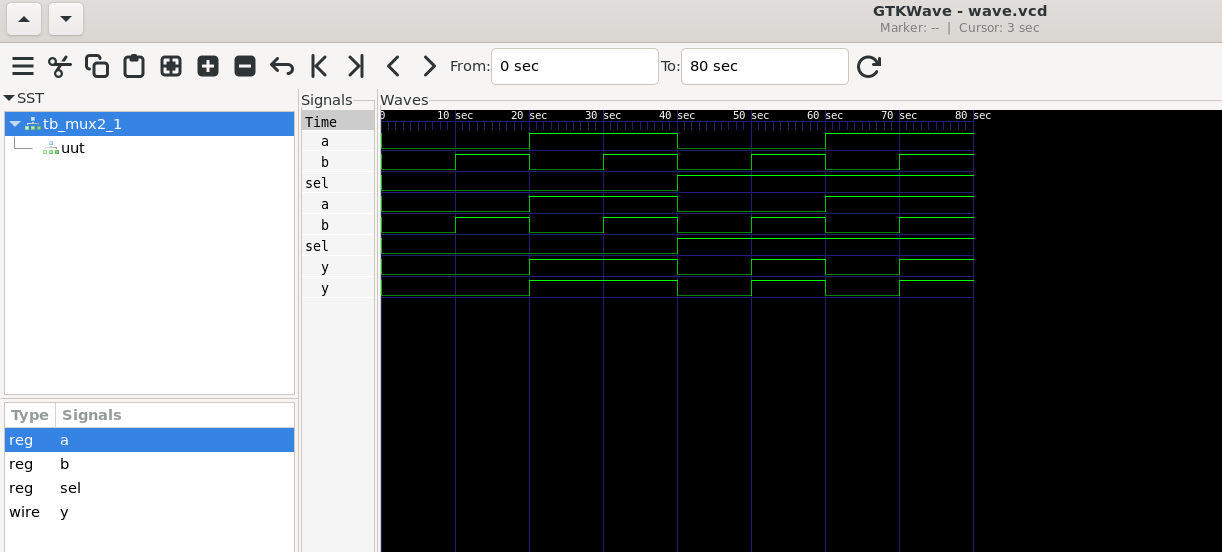 GTKWave - wave.vcd
Marker: -- | Cursor: 3 sec
From: 0 sec To: 80 sec
SST
tb_mux2_1
uut
Type Signals
reg a
reg b
reg sel
wire y
Signals
Time
a
b
sel
a
b
sel
y
y
Waves
0 10 sec 20 sec 30 sec 40 sec 50 sec 60 sec 70 sec 80 sec